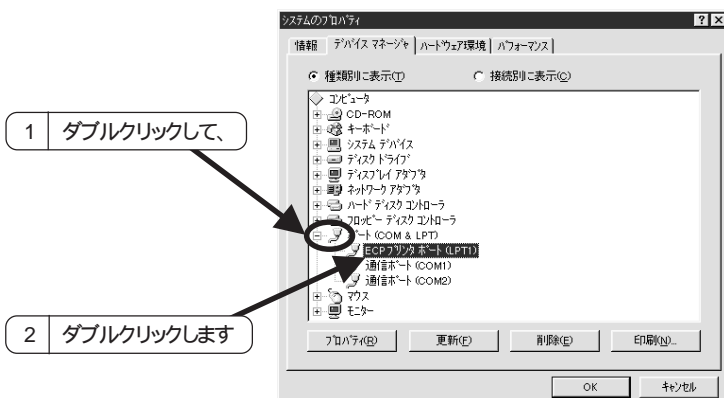 システムのプロパティ
情報 デバイス マネージャ ハードウェア環境 パフォーマンス
種類別に表示(T) 接続別に表示(C)
コンピュータ
CD-ROM
キーボード
システム デバイス
ディスク ドライブ
ディスプレイ アダプタ
ネットワーク アダプタ
ハード ディスク コントローラ
フロッピー ディスク コントローラ
ポート (COM & LPT)
ECP プリンタ ポート (LPT1)
通信ポート (COM1)
通信ポート (COM2)
マウス
モニター
プロパティ(R) 更新(F) 削除(E) 印刷(N)...
OK キャンセル
1 ダブルクリックして、
2 ダブルクリックします